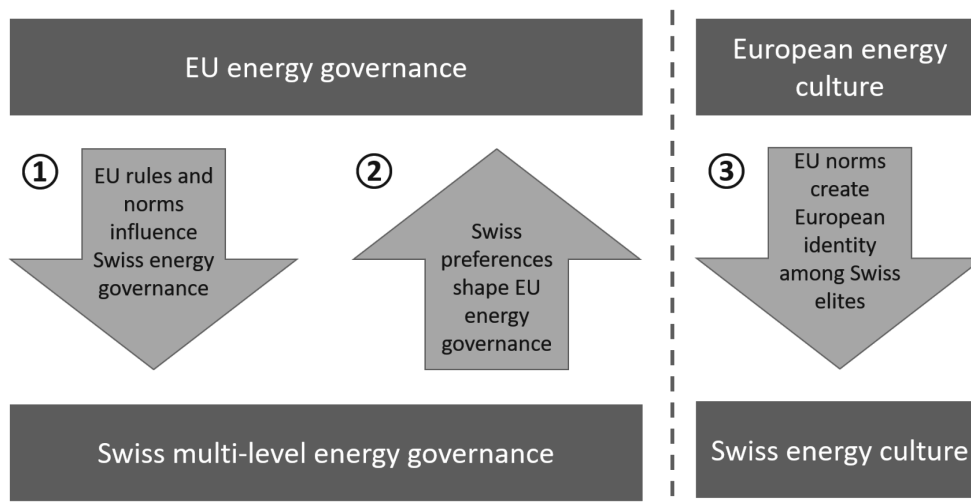 EU energy governance
European energy
culture
①
EU rules and
norms
influence
Swiss energy
governance
②
Swiss
preferences
shape EU
energy
governance
③
EU norms
create
European
identity
among Swiss
elites
Swiss multi-level energy governance
Swiss energy culture